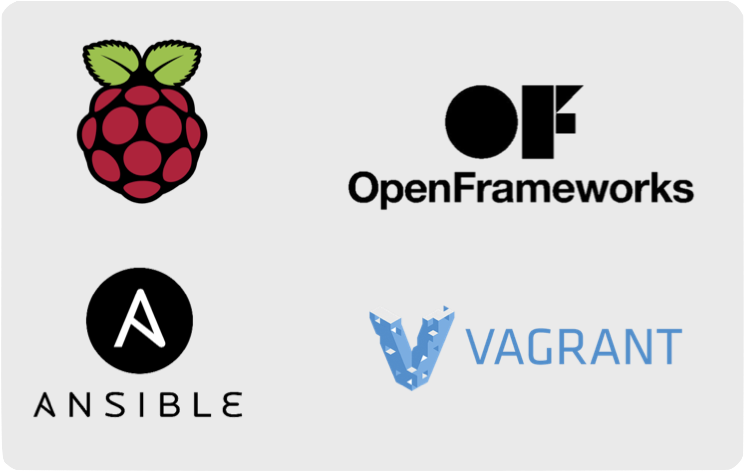 OF
OpenFrameworks
A
ANSIBLE
VAGRANT